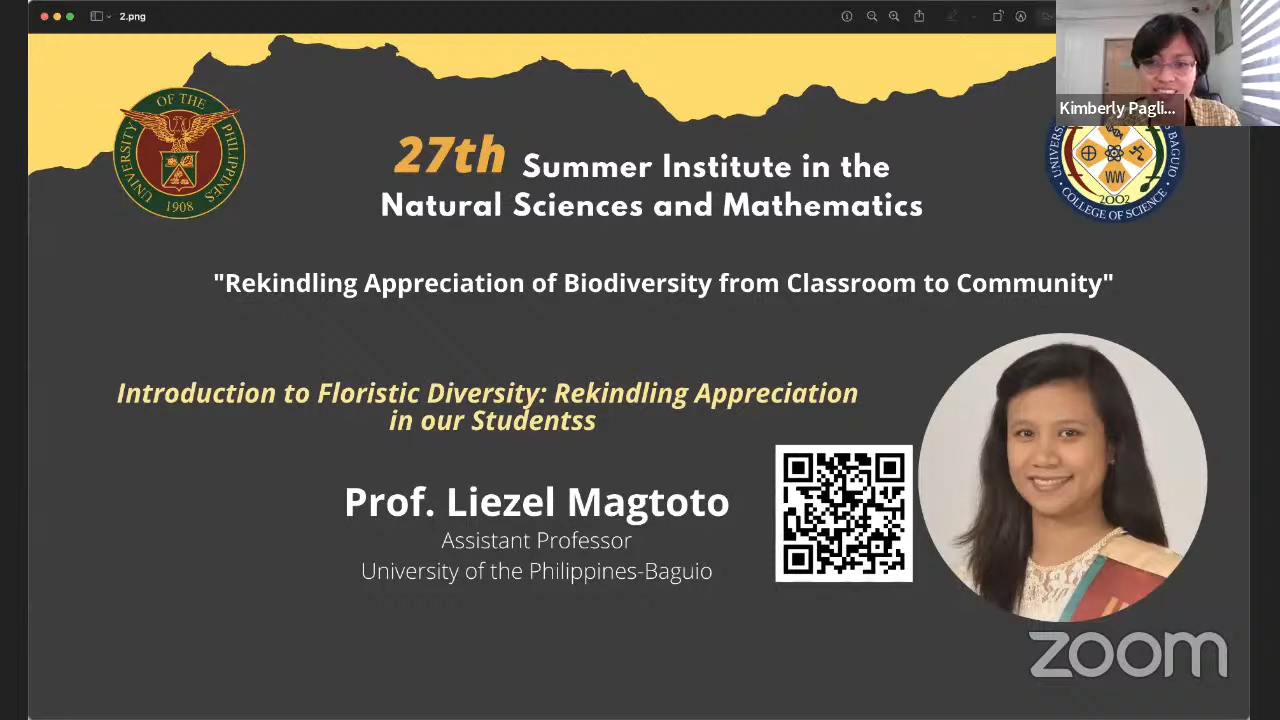 2.png
Kimberly Pagli...
OF THE
UNIVERSITY
PHILIPPINES
1908
27th Summer Institute in the
Natural Sciences and Mathematics
BAGUIO
2002
COLLEGE OF SCIENCE
"Rekindling Appreciation of Biodiversity from Classroom to Community"
Introduction to Floristic Diversity: Rekindling Appreciation
in our Studentss
Prof. Liezel Magtoto
Assistant Professor
University of the Philippines-Baguio
zoom